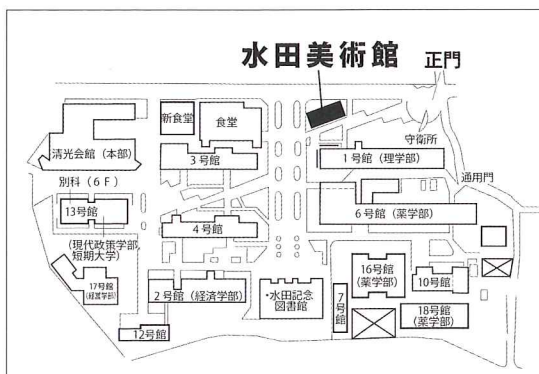 水田美術館
正門
新食堂
食堂
守衛所
清光会館(本部)
3号館
1号館(理学部)
通用門
別科(6F)
13号館
6号館(薬学部)
4号館
(現代政策学部,
短期大学)
16号館
(薬学部)
10号館
17号館
(経営学部)
2号館(経済学部)
・水田記念
図書館
7号館
18号館
(薬学部)
12号館